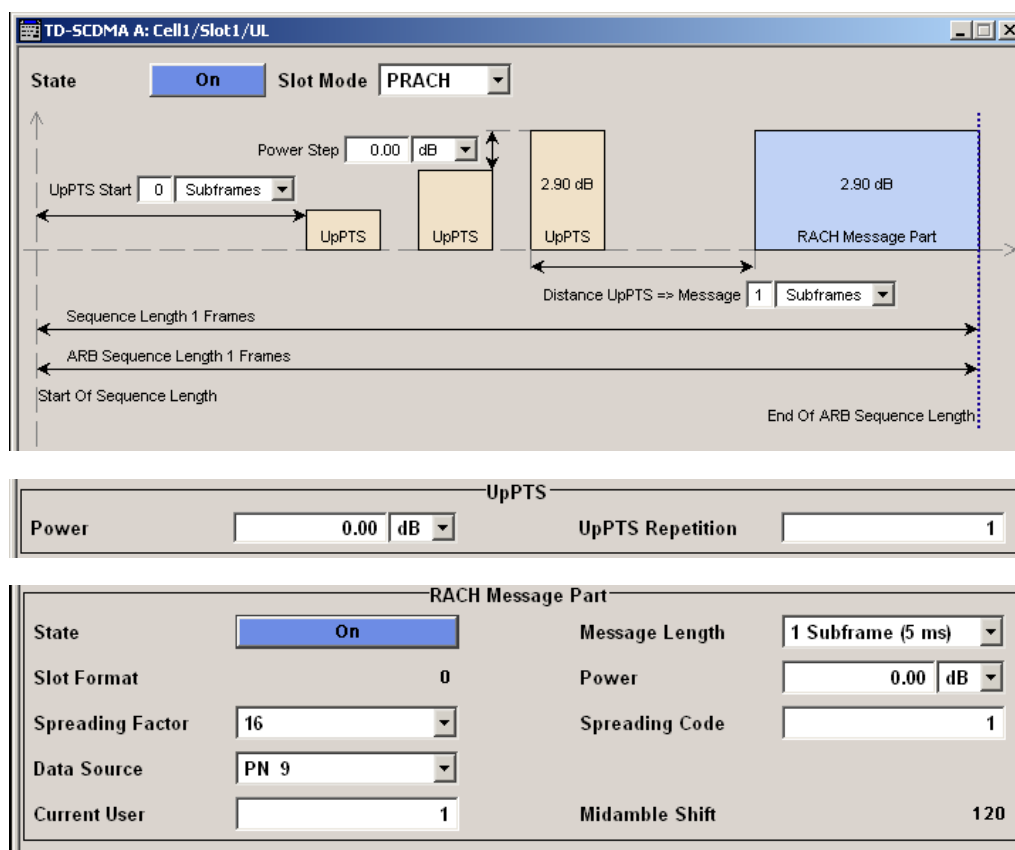 TD-SCDMA A: Cell1/Slot1/UL
State On Slot Mode PRACH
Power Step 0.00 dB
UpPTS Start 0 Subframes
2.90 dB 2.90 dB
UpPTS UpPTS UpPTS RACH Message Part
Distance UpPTS => Message 1 Subframes
Sequence Length 1 Frames
ARB Sequence Length 1 Frames
Start Of Sequence Length
End Of ARB Sequence Length
UpPTS
Power 0.00 dB UpPTS Repetition 1
RACH Message Part
State On Message Length 1 Subframe (5 ms)
Slot Format 0 Power 0.00 dB
Spreading Factor 16 Spreading Code 1
Data Source PN 9
Current User 1 Midamble Shift 120